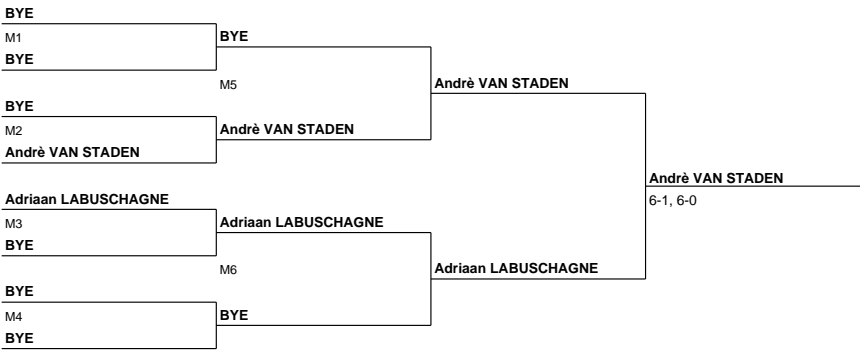 BYE
M1
BYE
BYE
M5
BYE
M2
Andrè VAN STADEN
Andrè VAN STADEN
Andrè VAN STADEN
Andrè VAN STADEN
6-1, 6-0
Adriaan LABUSCHAGNE
M3
BYE
Adriaan LABUSCHAGNE
M6
Adriaan LABUSCHAGNE
BYE
M4
BYE
BYE